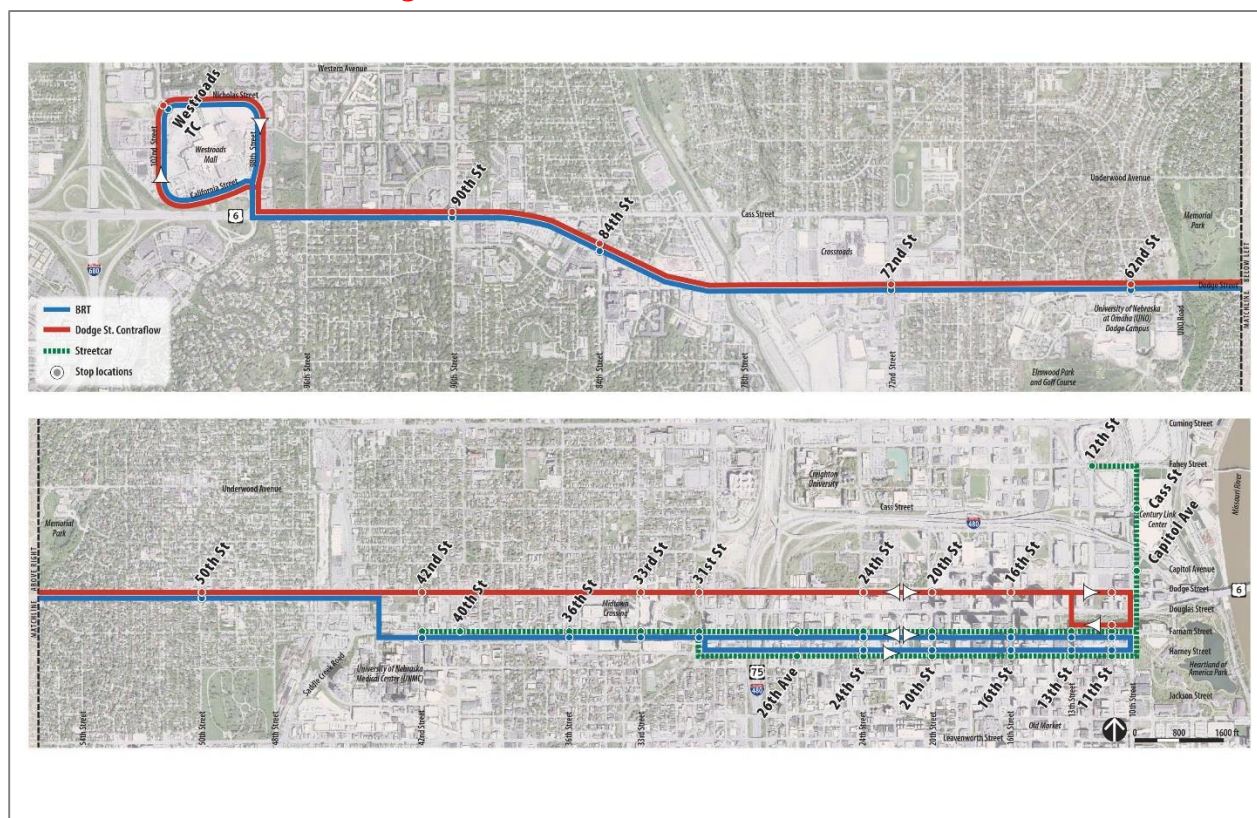 Western Avenue
Nicholas Street
Westroads
TC
102nd Street
Westroads
Mall
98th Street
California Street
6
680
90th St
84th St
Cass Street
Crossroads
72nd St
Underwood Avenue
Memorial
Park
62nd St
Dodge Street
University of Nebraska
at Omaha (UNO)
Dodge Campus
UNO Road
Elmwood Park
and Golf Course
MATCHLINE BELOW LEFT
BRT
Dodge St. Contraflow
Streetcar
Stop locations
96th Street
90th Street
84th Street
78th Street
72nd Street
MATCHLINE ABOVE RIGHT
Memorial
Park
Underwood Avenue
50th St
42nd St
40th St
36th St
33rd St
31st St
Midtown
Crossing
Creighton
University
Cass Street
480
24th St
20th St
16th St
12th St
Cuming Street
Fahey Street
Cass St
Century Link
Center
Capitol Ave
Missouri River
Capitol Avenue
Dodge Street
6
Douglas Street
Farnam Street
Harney Street
Heartland of
America Park
Jackson Street
Saddle Creek Road
University of Nebraska
Medical Center (UNMC)
75
480
26th Ave
24th St
20th St
16th St
13th St
11th St
13th Street
10th Street
Old Market
Leavenworth Street
54th Street
50th Street
48th Street
42nd Street
36th Street
33rd Street
24th Street
20th Street
16th Street
0 800 1600 ft